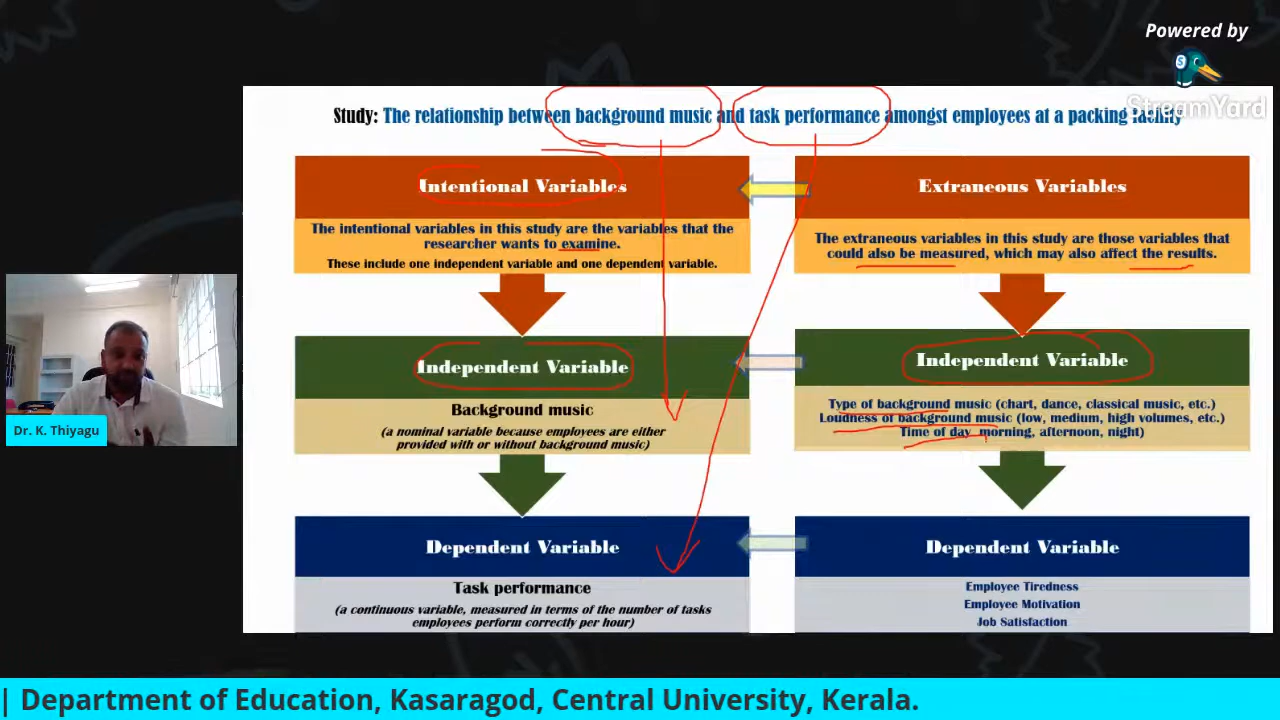 Powered by
StreamYard
Study: The relationship between background music and task performance amongst employees at a packing facility
Intentional Variables
The intentional variables in this study are the variables that the
researcher wants to examine.
These include one independent variable and one dependent variable.
Extraneous Variables
The extraneous variables in this study are those variables that
could also be measured, which may also affect the results.
Independent Variable
Background music
(a nominal variable because employees are either
provided with or without background music)
Independent Variable
Type of background music (chart, dance, classical music, etc.)
Loudness of background music (low, medium, high volumes, etc.)
Time of day morning, afternoon, night)
Dependent Variable
Task performance
(a continuous variable, measured in terms of the number of tasks
employees perform correctly per hour)
Dependent Variable
Employee Tiredness
Employee Motivation
Job Satisfaction
Dr. K. Thiyagu
| Department of Education, Kasaragod, Central University, Kerala.